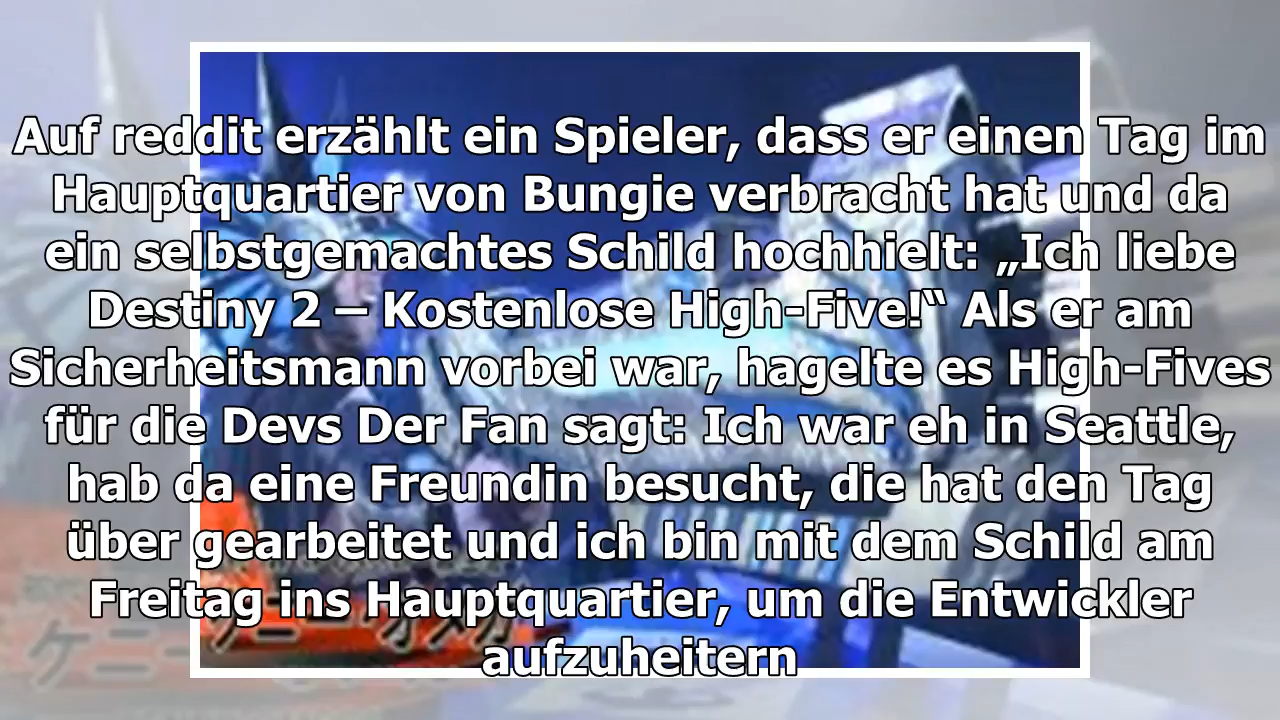 Auf reddit erzählt ein Spieler, dass er einen Tag im
Hauptquartier von Bungie verbracht hat und da
ein selbstgemachtes Schild hochhielt: „Ich liebe
Destiny 2 – Kostenlose High-Five!“ Als er am
Sicherheitsmann vorbei war, hagelte es High-Fives
für die Devs Der Fan sagt: Ich war eh in Seattle,
hab da eine Freundin besucht, die hat den Tag
über gearbeitet und ich bin mit dem Schild am
Freitag ins Hauptquartier, um die Entwickler
aufzuheitern